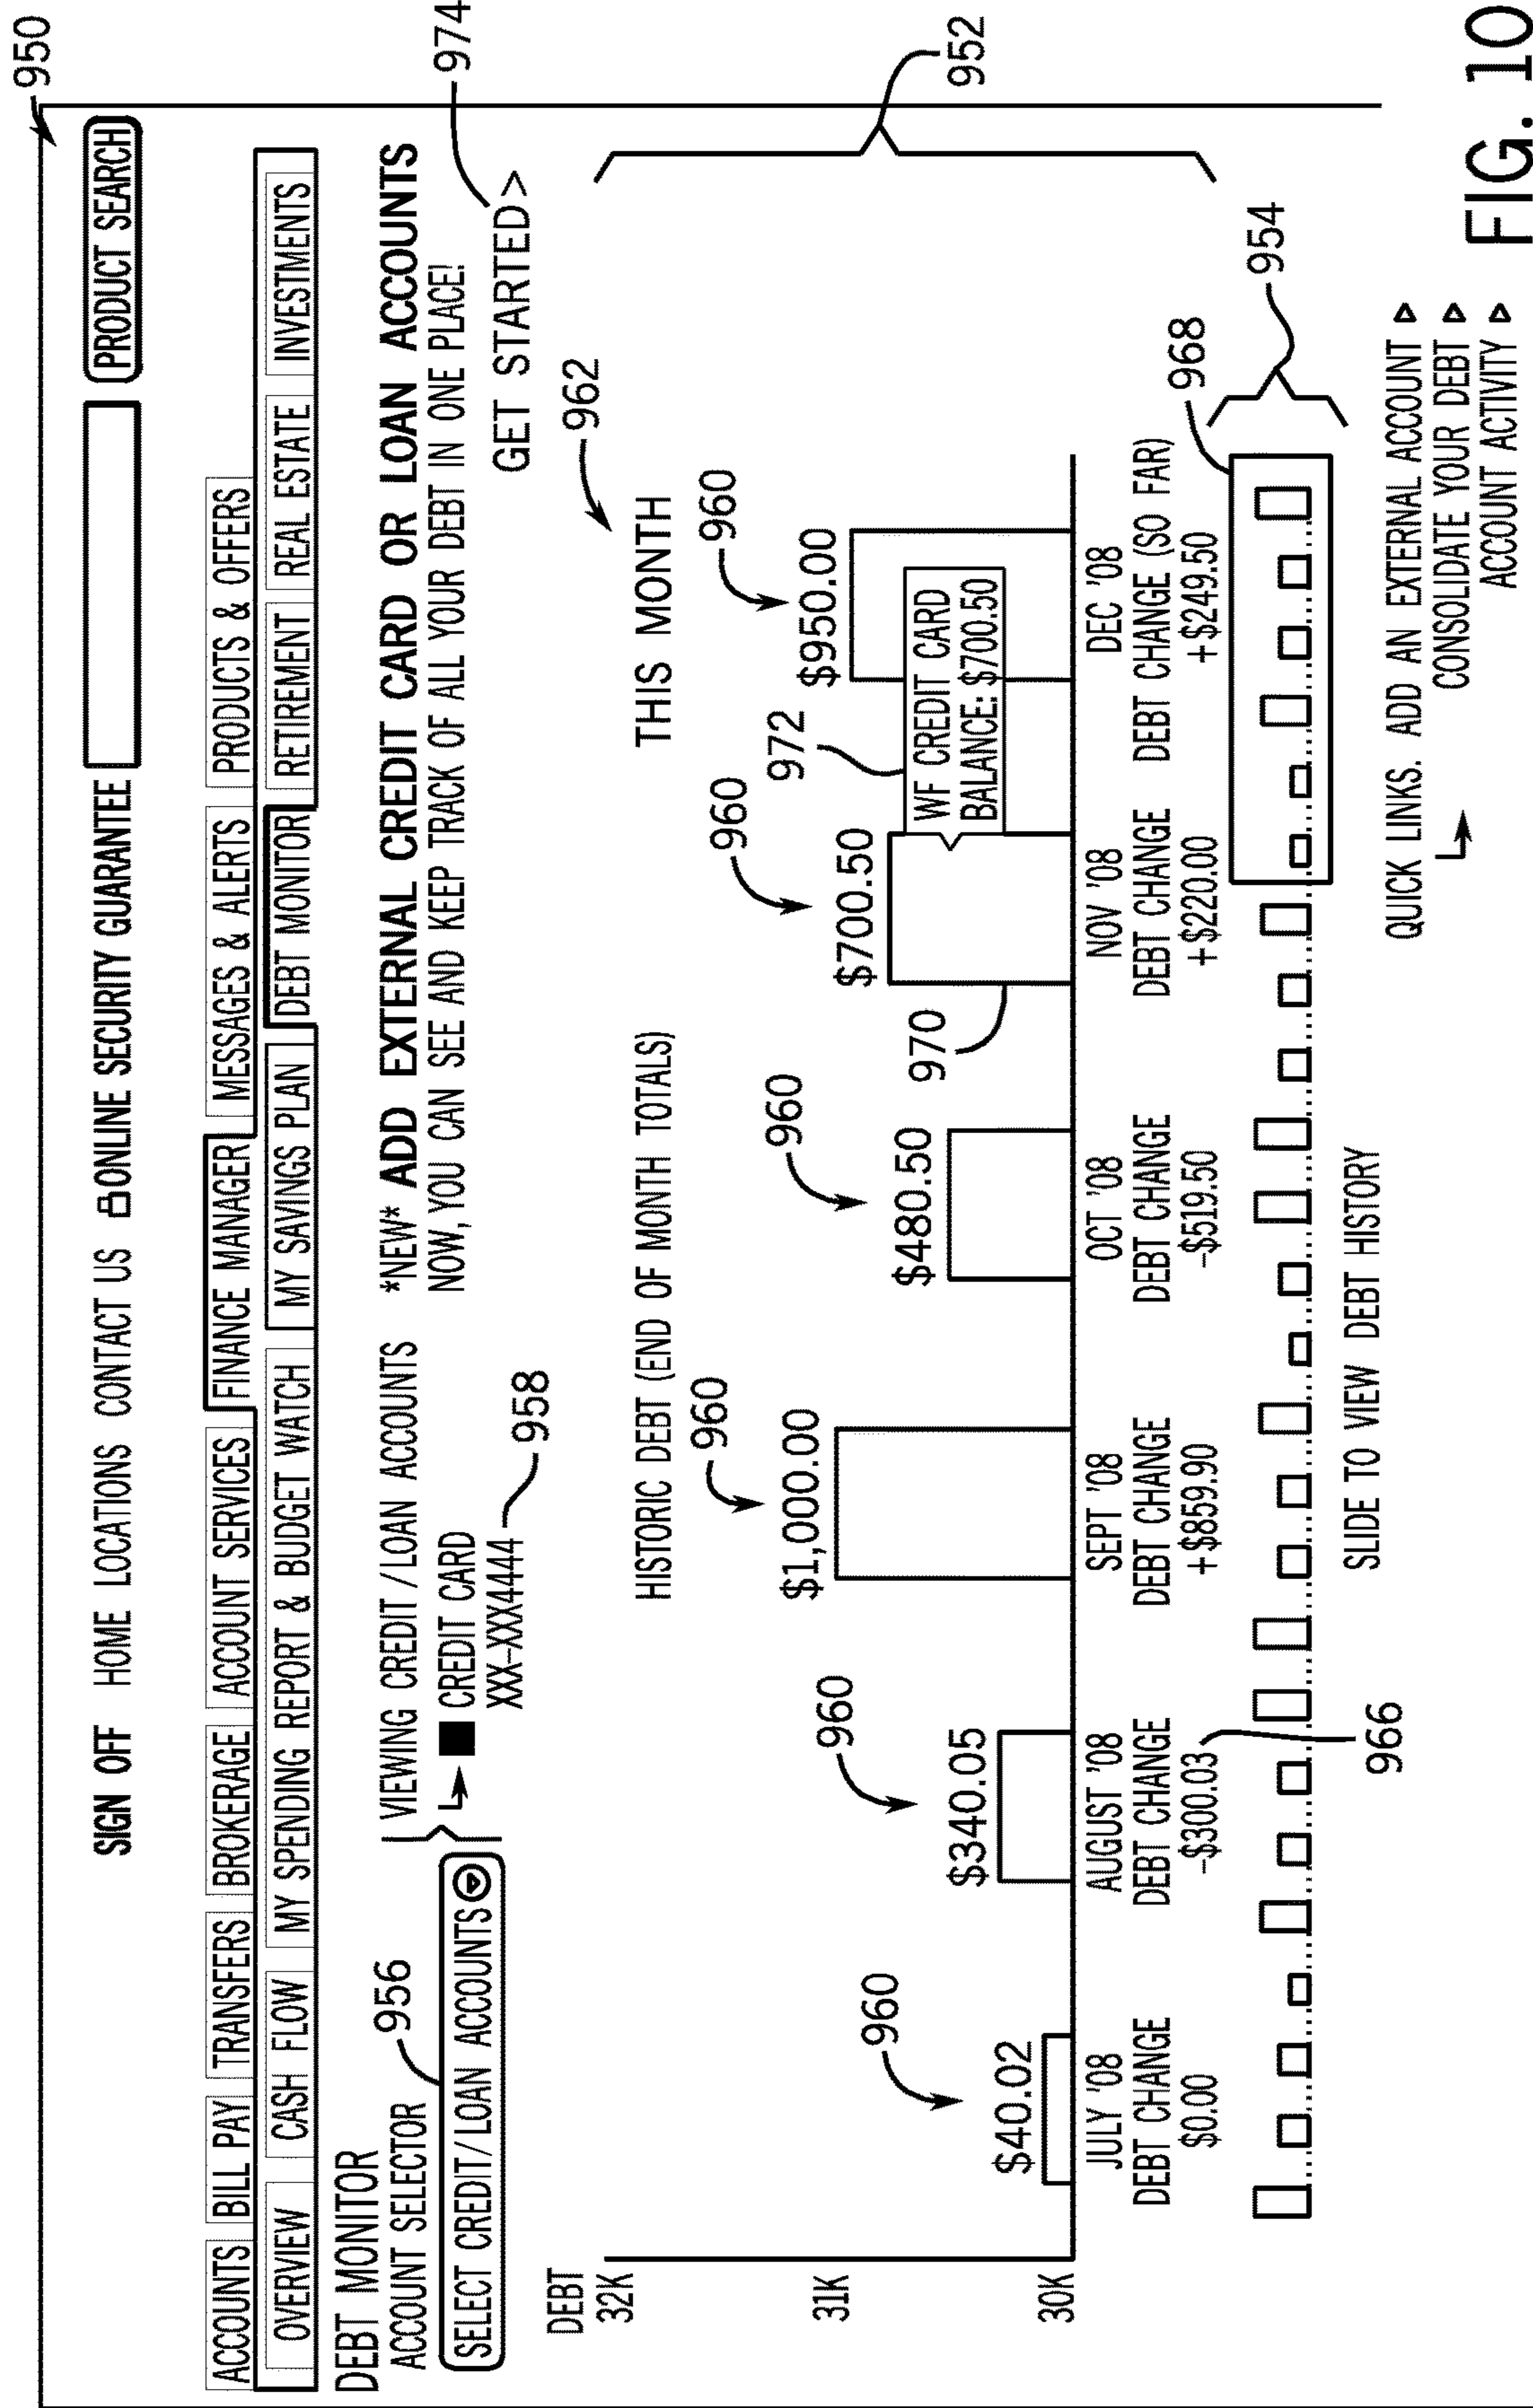 950
SIGN OFF HOME LOCATIONS CONTACT US ONLINE SECURITY GUARANTEE PRODUCT SEARCH
ACCOUNTS BILL PAY TRANSFERS BROKERAGE ACCOUNT SERVICES FINANCE MANAGER MESSAGES & ALERTS PRODUCTS & OFFERS
OVERVIEW CASH FLOW MY SPENDING REPORT & BUDGET WATCH MY SAVINGS PLAN DEBT MONITOR RETIREMENT REAL ESTATE INVESTMENTS
DEBT MONITOR
ACCOUNT SELECTOR
956
SELECT CREDIT/LOAN ACCOUNTS
VIEWING CREDIT/LOAN ACCOUNTS
CREDIT CARD
XXX-XXX4444
958
*NEW* ADD EXTERNAL CREDIT CARD OR LOAN ACCOUNTS
NOW, YOU CAN SEE AND KEEP TRACK OF ALL YOUR DEBT IN ONE PLACE!
GET STARTED>
974
962
HISTORIC DEBT (END OF MONTH TOTALS)
THIS MONTH
DEBT
32K
31K
30K
960
$40.02
960
$340.05
960
$1,000.00
960
$480.50
960
$700.50
960
$950.00
970
972
WF CREDIT CARD
BALANCE: $700.50
952
JULY '08
DEBT CHANGE
$0.00
AUGUST '08
DEBT CHANGE
-$300.03
966
SEPT '08
DEBT CHANGE
+$859.90
OCT '08
DEBT CHANGE
-$519.50
NOV '08
DEBT CHANGE
+$220.00
DEC '08
DEBT CHANGE (SO FAR)
+$249.50
968
954
SLIDE TO VIEW DEBT HISTORY
QUICK LINKS. ADD AN EXTERNAL ACCOUNT
CONSOLIDATE YOUR DEBT
ACCOUNT ACTIVITY
FIG. 10